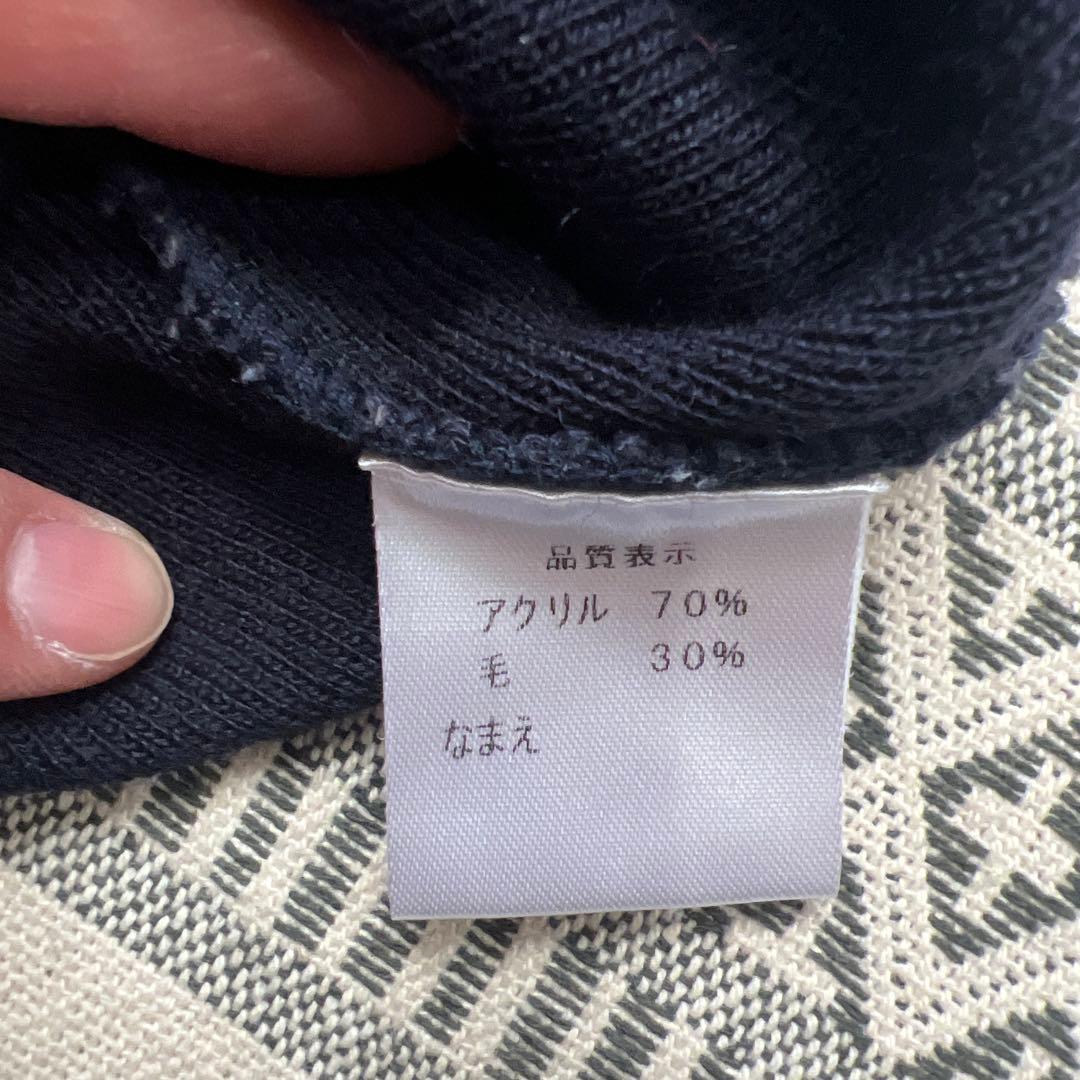 品質表示
アクリル 70%
毛 30%
なまえ